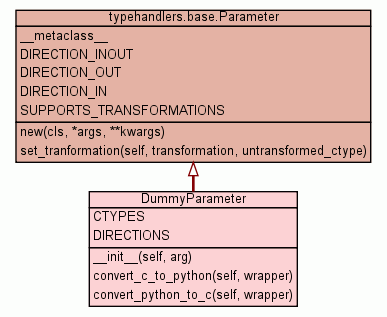 typehandlers.base.Parameter
__metaclass__
DIRECTION_INOUT
DIRECTION_OUT
DIRECTION_IN
SUPPORTS_TRANSFORMATIONS
new(cls, *args, **kwargs)
set_tranformation(self, transformation, untransformed_ctype)
DummyParameter
CTYPES
DIRECTIONS
__init__(self, arg)
convert_c_to_python(self, wrapper)
convert_python_to_c(self, wrapper)